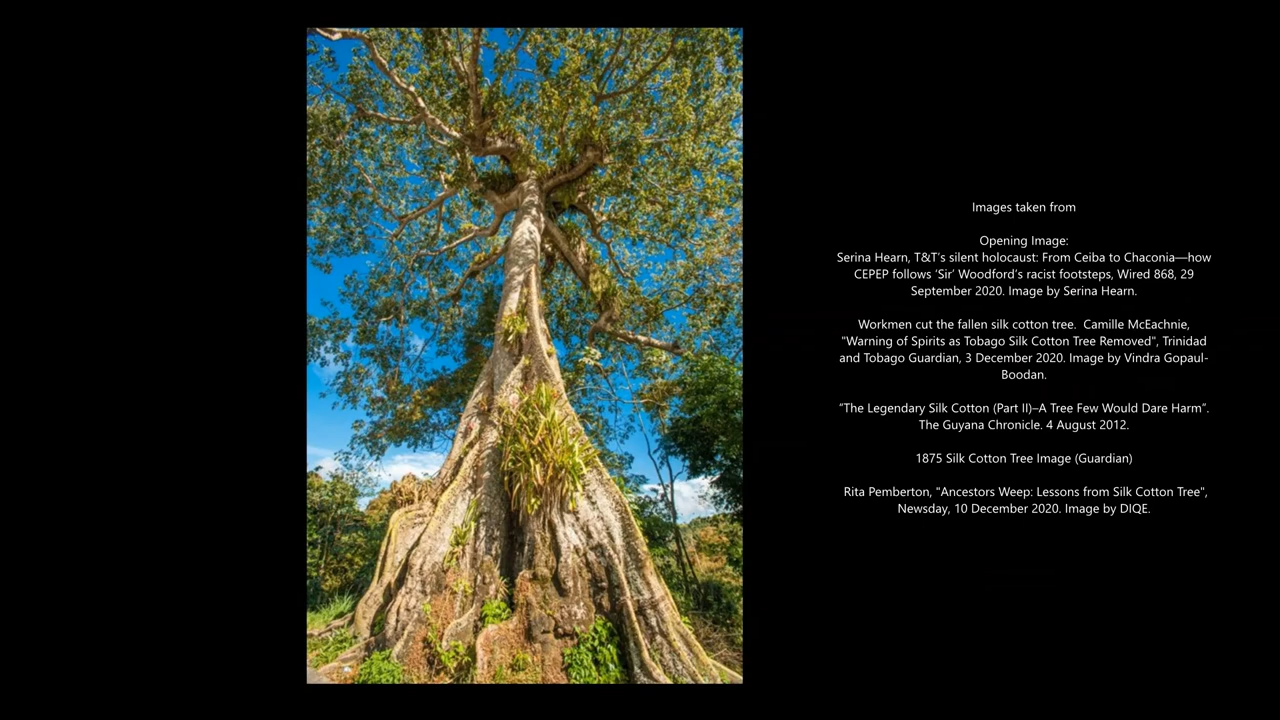 Images taken from
Opening Image:
Serina Hearn, T&T's silent holocaust: From Ceiba to Chaconia—how
CEPEP follows 'Sir' Woodford's racist footsteps, Wired 868, 29
September 2020. Image by Serina Hearn.
Workmen cut the fallen silk cotton tree.  Camille McEachnie,
"Warning of Spirits as Tobago Silk Cotton Tree Removed", Trinidad
and Tobago Guardian, 3 December 2020. Image by Vindra Gopaul-
Boodan.
"The Legendary Silk Cotton (Part II)–A Tree Few Would Dare Harm".
The Guyana Chronicle. 4 August 2012.
1875 Silk Cotton Tree Image (Guardian)
Rita Pemberton, "Ancestors Weep: Lessons from Silk Cotton Tree",
Newsday, 10 December 2020. Image by DIQE.